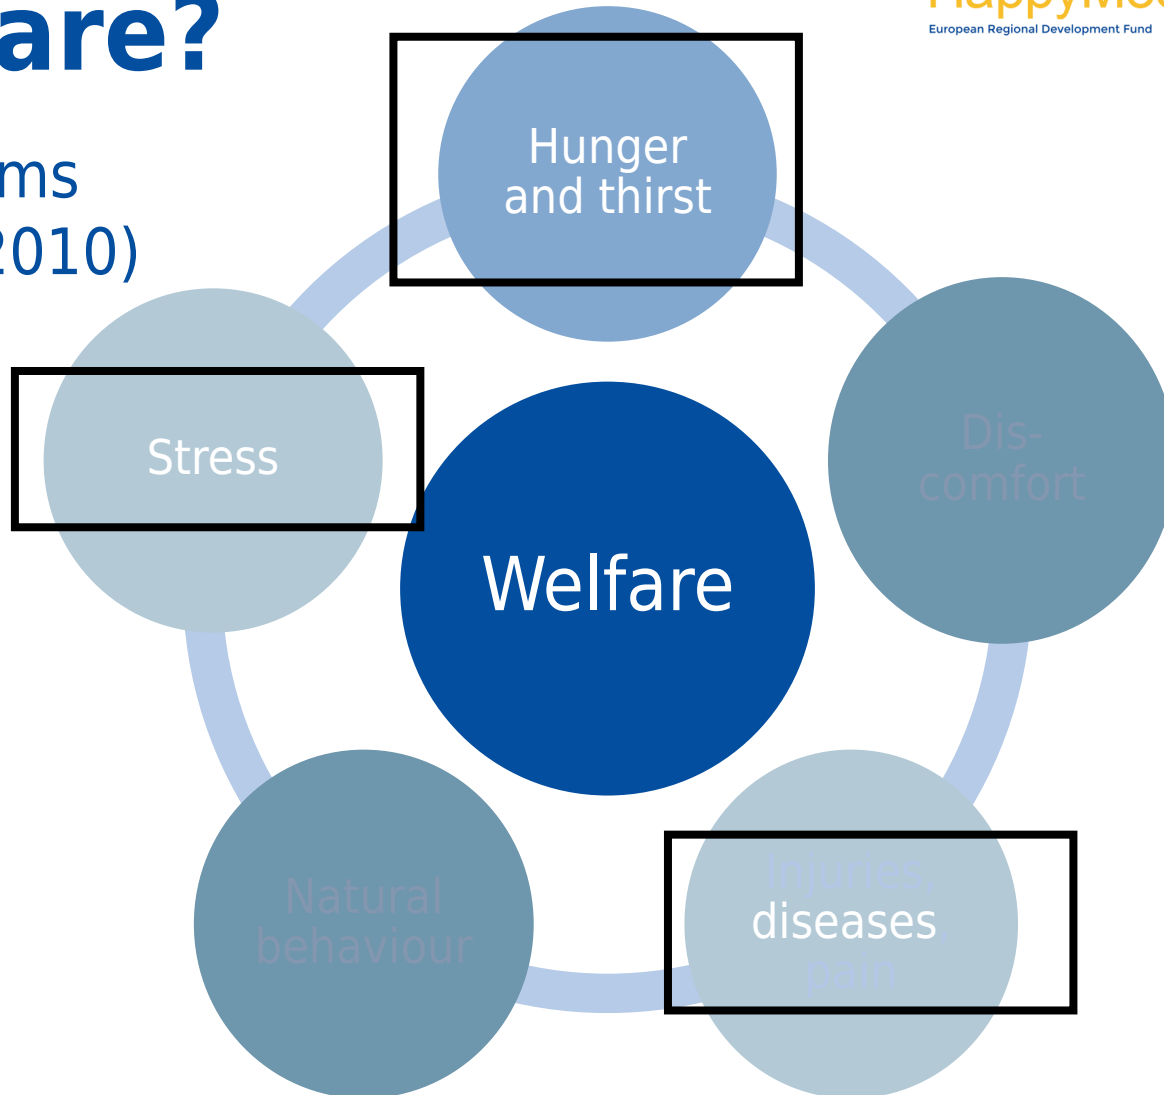 are?
European Regional Development Fund
ms
2010)
Hunger
and thirst
Dis-
comfort
Stress
Welfare
Natural
behaviour
Injuries,
diseases,
pain